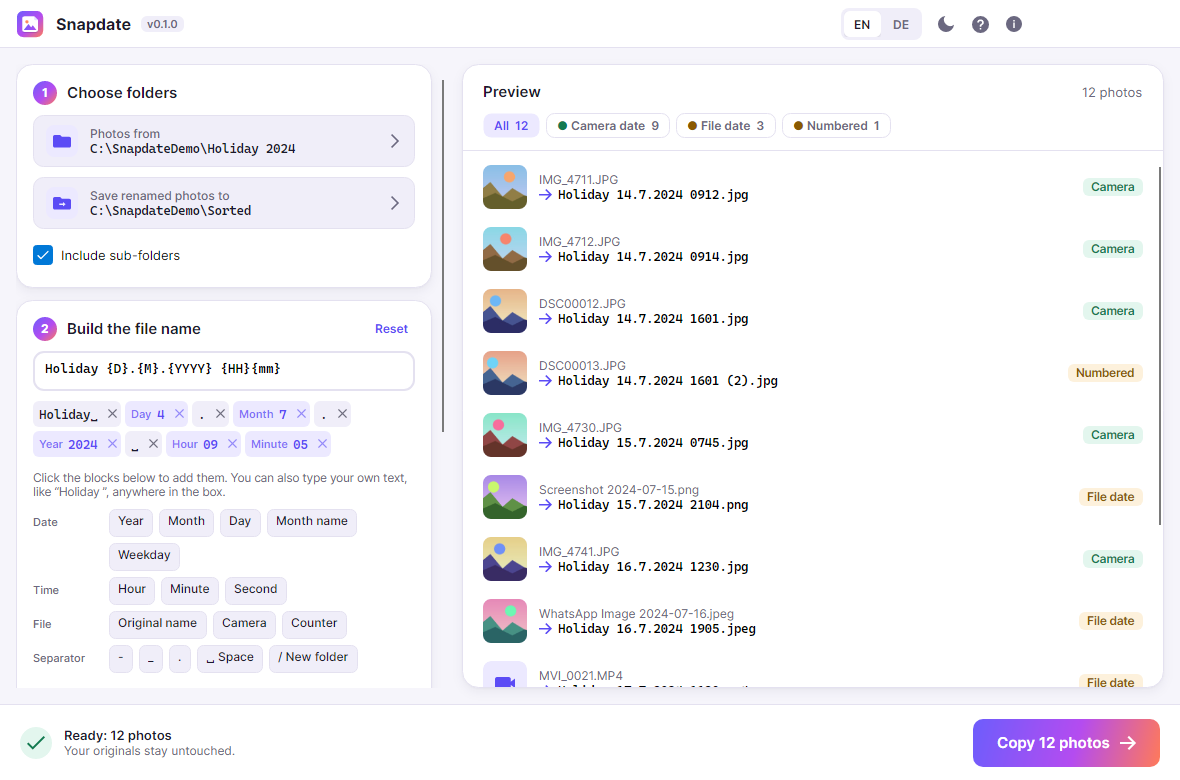 Snapdate v0.1.0
EN DE
1 Choose folders
Photos from
C:\SnapdateDemo\Holiday 2024
Save renamed photos to
C:\SnapdateDemo\Sorted
Include sub-folders
2 Build the file name Reset
Holiday {D}.{M}.{YYYY} {HH}{mm}
Holiday␣ × Day 4 × . × Month 7 × . ×
Year 2024 × ␣ × Hour 09 × Minute 05 ×
Click the blocks below to add them. You can also type your own text,
like “Holiday ”, anywhere in the box.
Date Year Month Day Month name
Weekday
Time Hour Minute Second
File Original name Camera Counter
Separator - _ . ␣ Space / New folder
Preview 12 photos
All 12 Camera date 9 File date 3 Numbered 1
IMG_4711.JPG
→ Holiday 14.7.2024 0912.jpg Camera
IMG_4712.JPG
→ Holiday 14.7.2024 0914.jpg Camera
DSC00012.JPG
→ Holiday 14.7.2024 1601.jpg Camera
DSC00013.JPG
→ Holiday 14.7.2024 1601 (2).jpg Numbered
IMG_4730.JPG
→ Holiday 15.7.2024 0745.jpg Camera
Screenshot 2024-07-15.png
→ Holiday 15.7.2024 2104.png File date
IMG_4741.JPG
→ Holiday 16.7.2024 1230.jpg Camera
WhatsApp Image 2024-07-16.jpeg
→ Holiday 16.7.2024 1905.jpeg File date
MVI_0021.MP4
File date
Ready: 12 photos
Your originals stay untouched.
Copy 12 photos →